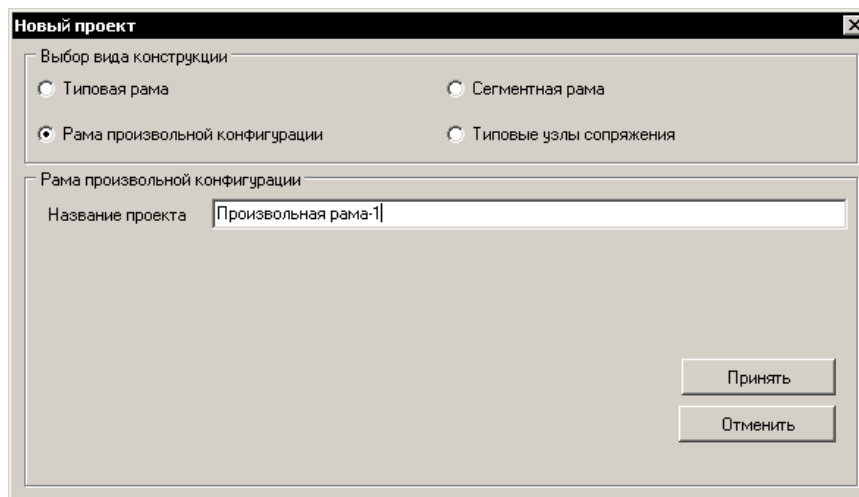 Новый проект
Выбор вида конструкции
Типовая рама
Сегментная рама
Рама произвольной конфигурации
Типовые узлы сопряжения
Рама произвольной конфигурации
Название проекта Произвольная рама-1
Принять
Отменить